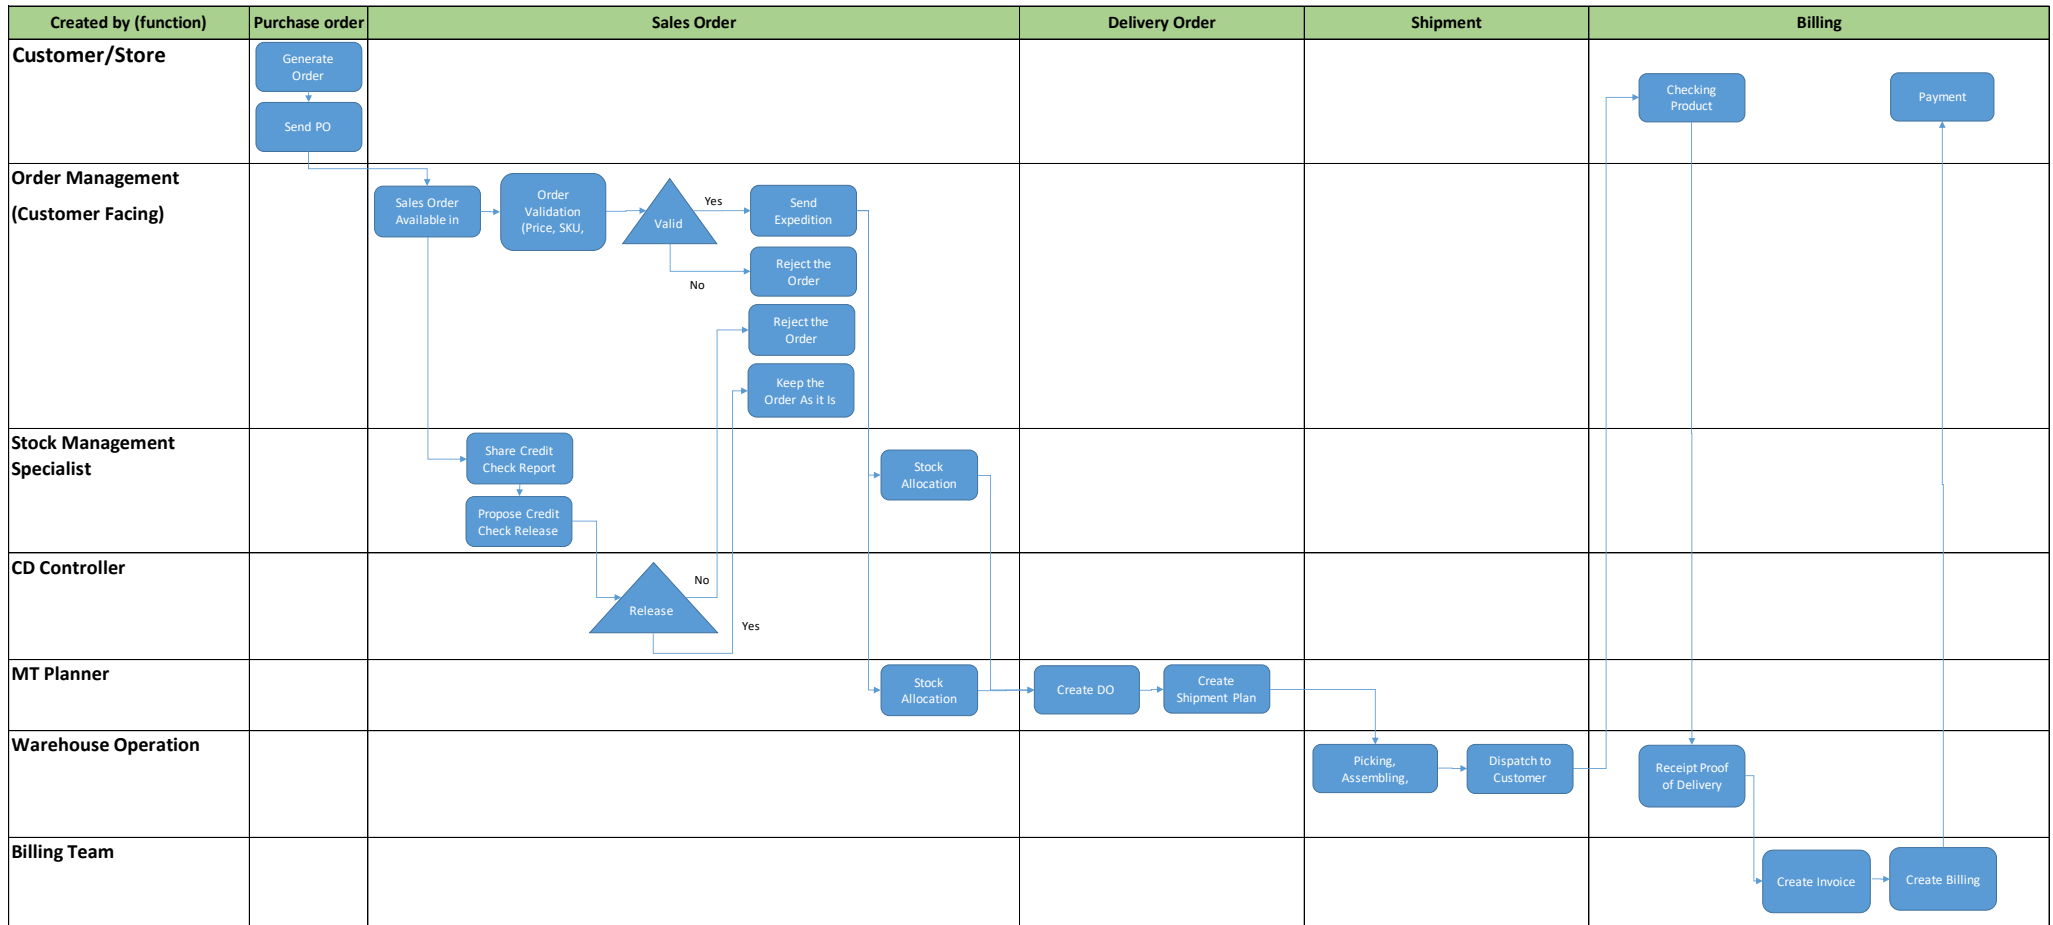 Created by (function)
Purchase order
Sales Order
Delivery Order
Shipment
Billing
Customer/Store
Generate
Order
Send PO
Checking
Product
Payment
Order Management
(Customer Facing)
Sales Order
Available in
Order
Validation
(Price, SKU,
Valid
Yes
No
Send
Expedition
Reject the
Order
Reject the
Order
Keep the
Order As it Is
Stock Management
Specialist
Share Credit
Check Report
Propose Credit
Check Release
Stock
Allocation
CD Controller
Release
No
Yes
MT Planner
Stock
Allocation
Create DO
Create
Shipment Plan
Warehouse Operation
Picking,
Assembling,
Dispatch to
Customer
Receipt Proof
of Delivery
Billing Team
Create Invoice
Create Billing